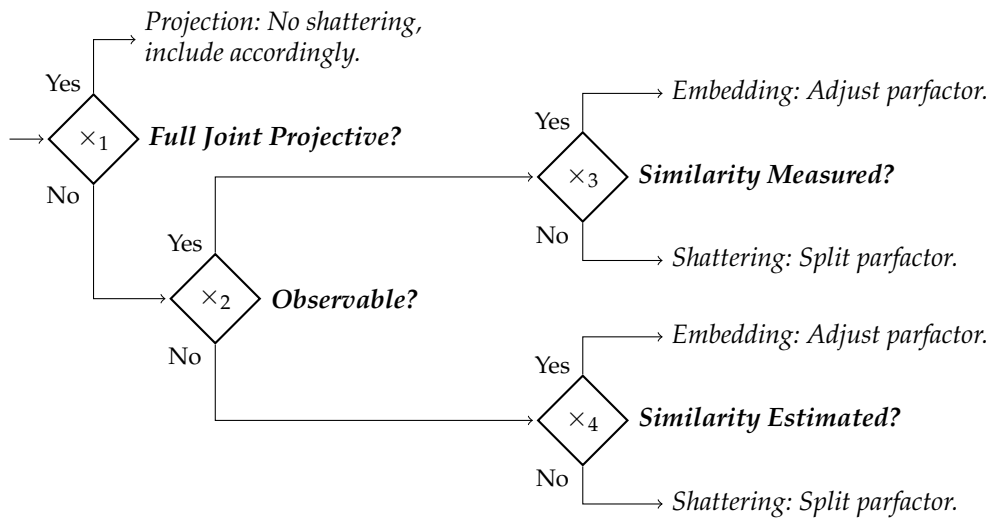 Projection: No shattering,
include accordingly.
Yes
×1
Full Joint Projective?
No
Embedding: Adjust parfactor.
Yes
×3
Similarity Measured?
No
Shattering: Split parfactor.
Yes
×2
Observable?
No
Embedding: Adjust parfactor.
Yes
×4
Similarity Estimated?
No
Shattering: Split parfactor.